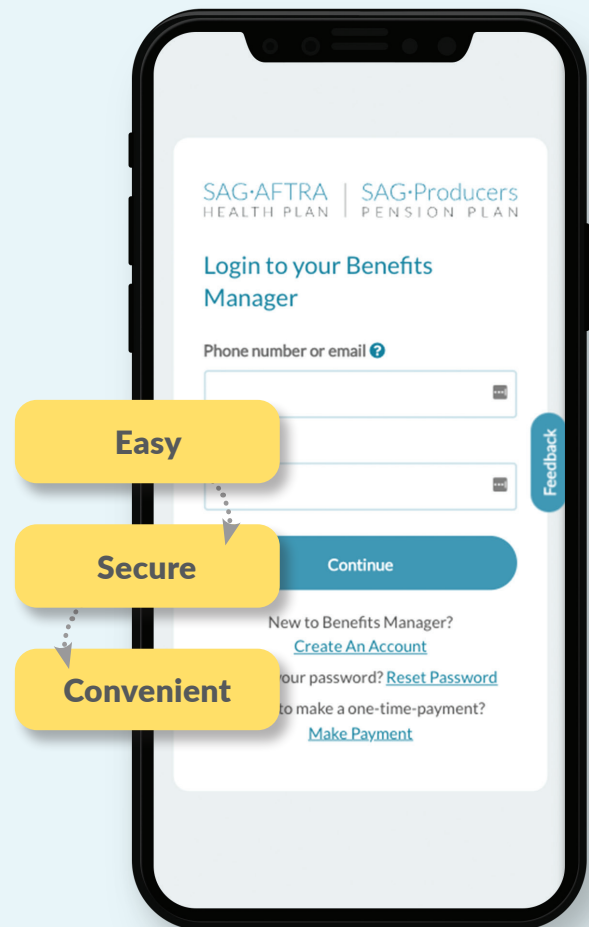 SAG·AFTRA | SAG·Producers
HEALTH PLAN | PENSION PLAN
Login to your Benefits
Manager
Phone number or email ?
Easy
Feedback
Secure
Continue
New to Benefits Manager?
Create An Account
your password? Reset Password
Convenient
to make a one-time-payment?
Make Payment